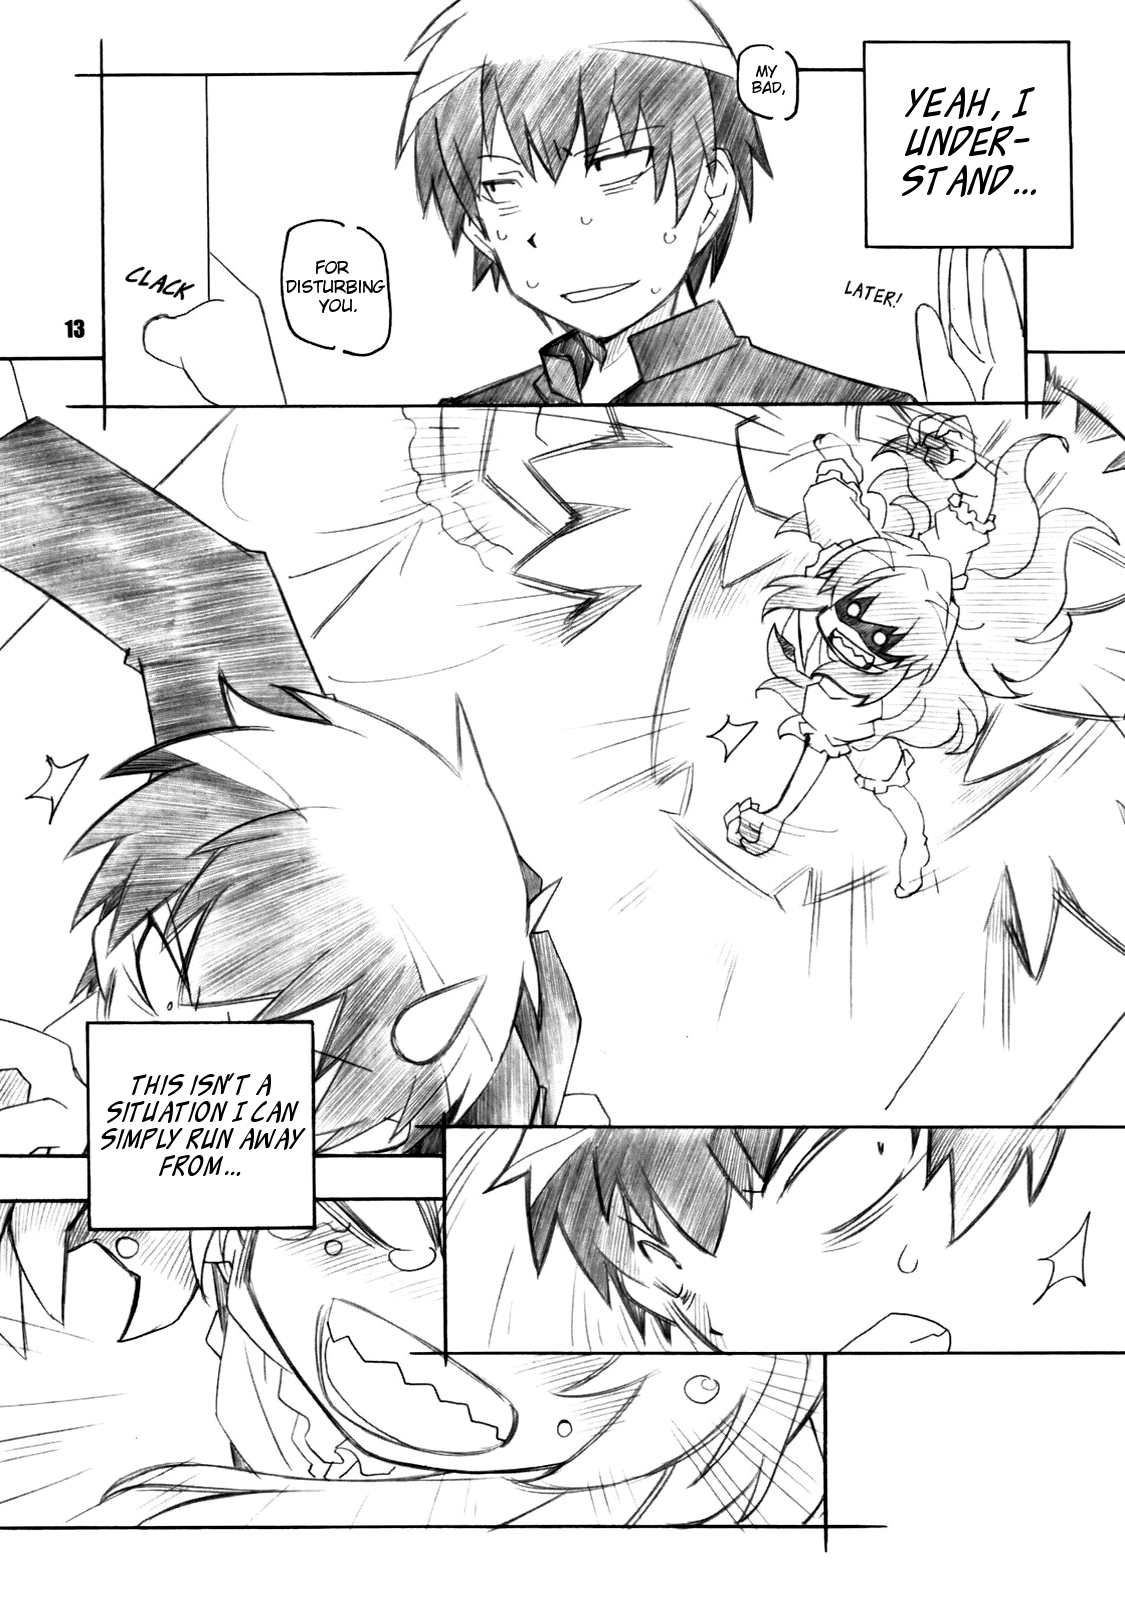 YEAH, I
UNDER-
STAND...
MY
BAD,
LATER!
FOR
DISTURBING
YOU.
CLACK
13
THIS ISN'T A
SITUATION I CAN
SIMPLY RUN AWAY
FROM...